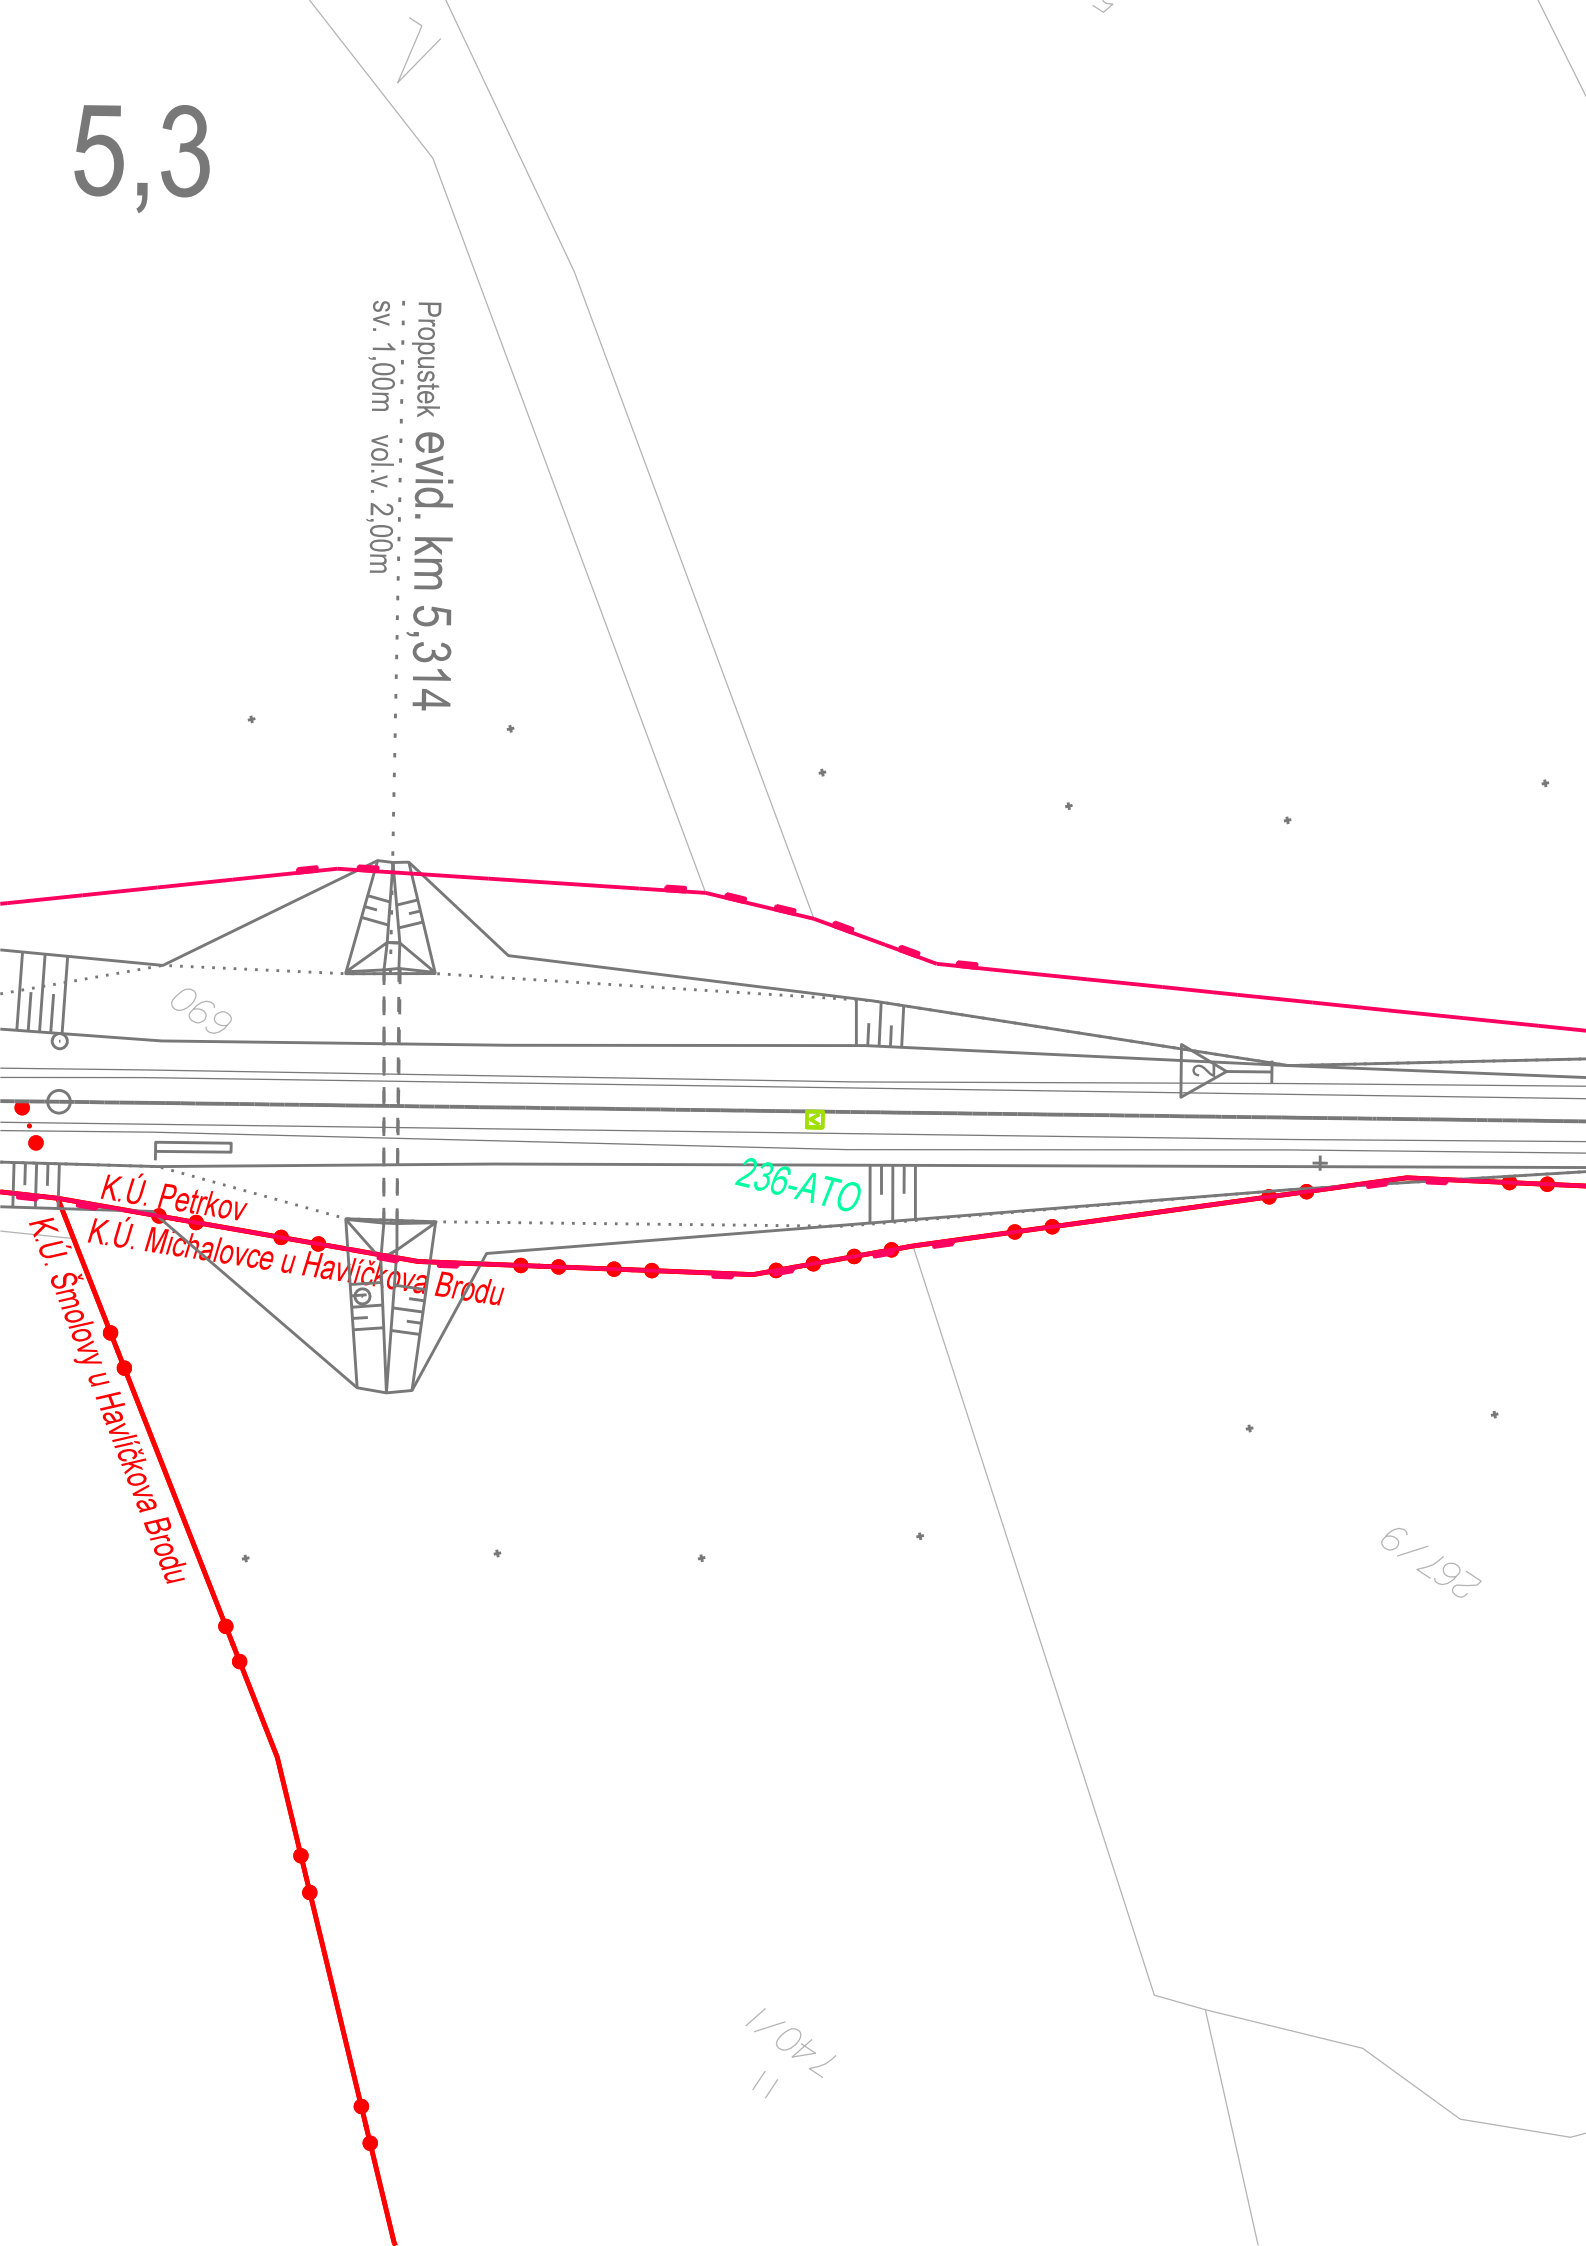 5,3
Propustek evid. km 5,314
sv. 1,00m vol.v. 2,00m
690
2
236-ATO
K.Ú. Petrkov
K.Ú. Michalovce u Havlíčkova Brodu
K.Ú. Šmolovy u Havlíčkova Brodu
267/9
740/1